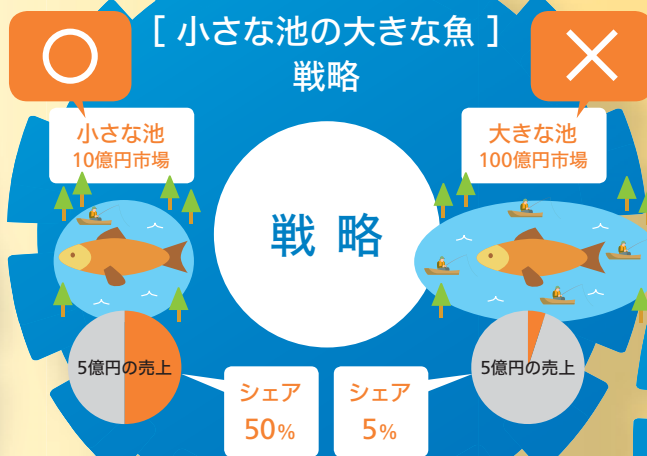 [ 小さな池の大きな魚 ]
戦略
小さな池
10億円市場
大きな池
100億円市場
戦略
5億円の売上
5億円の売上
シェア
50%
シェア
5%